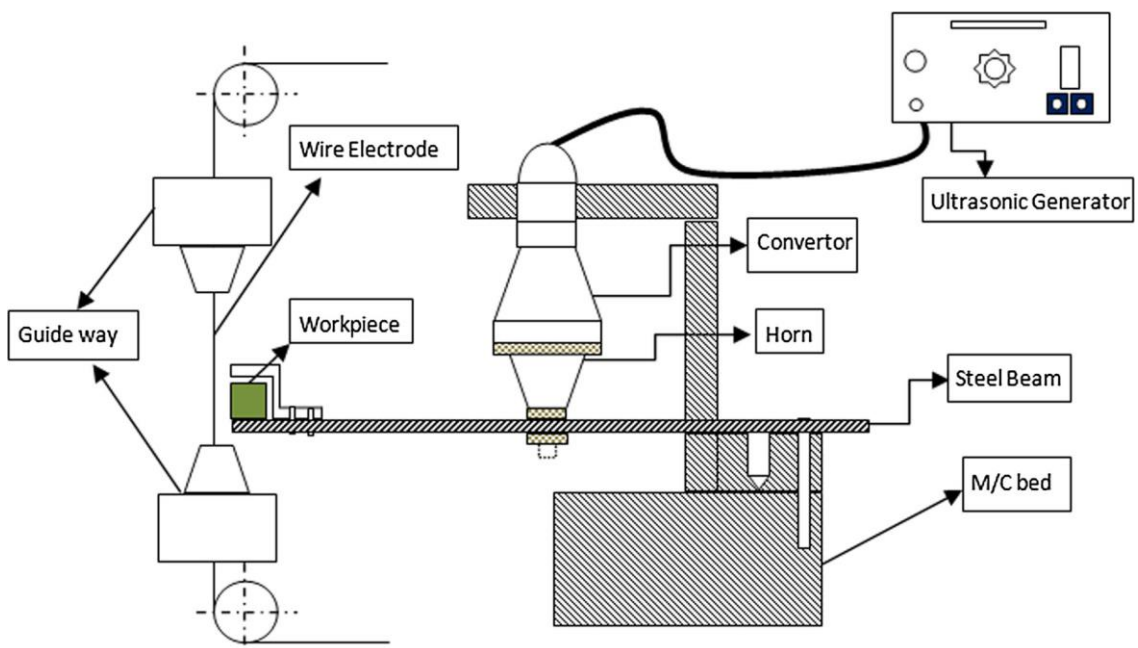 Wire Electrode
Ultrasonic Generator
Convertor
Guide way
Workpiece
Horn
Steel Beam
M/C bed